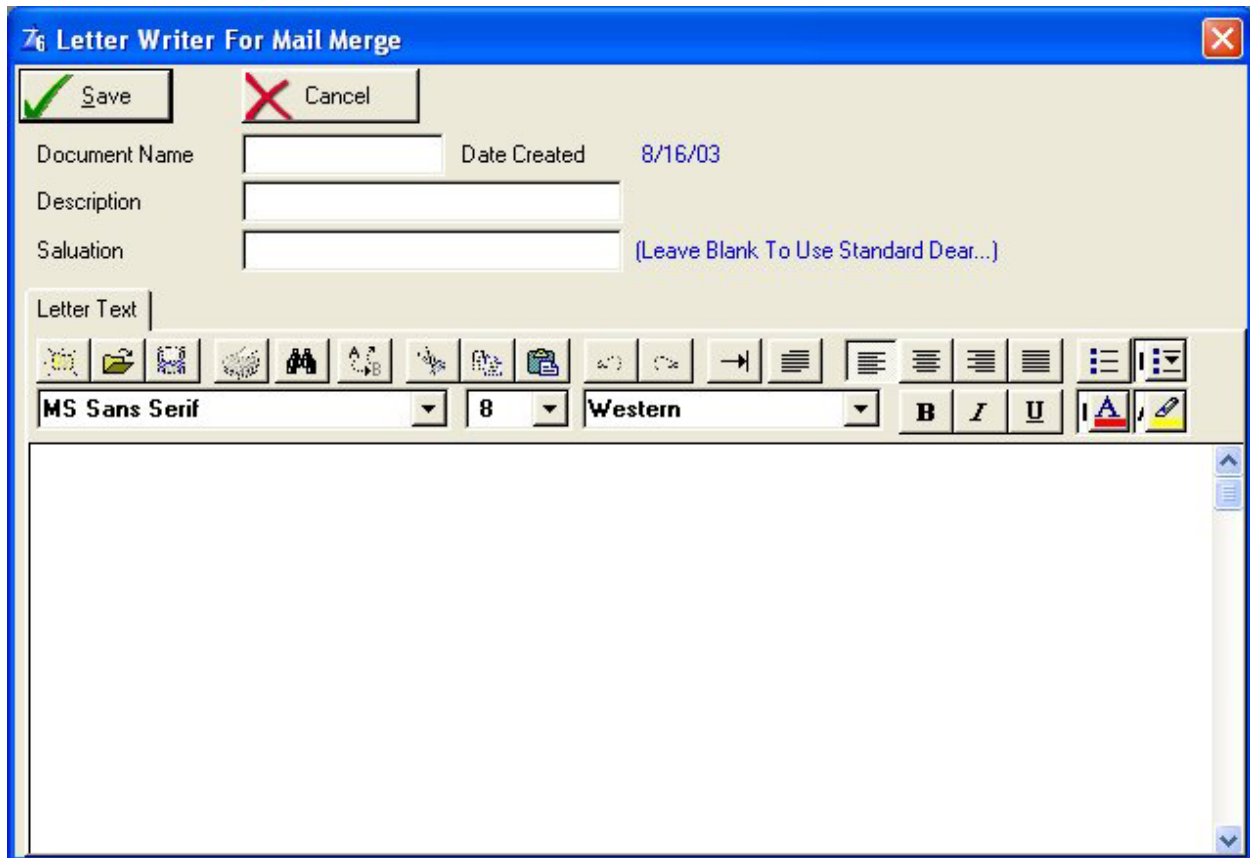 Letter Writer For Mail Merge
Save Cancel
Document Name Date Created 8/16/03
Description
Saluation (Leave Blank To Use Standard Dear...)
Letter Text
MS Sans Serif 8 Western B I U A